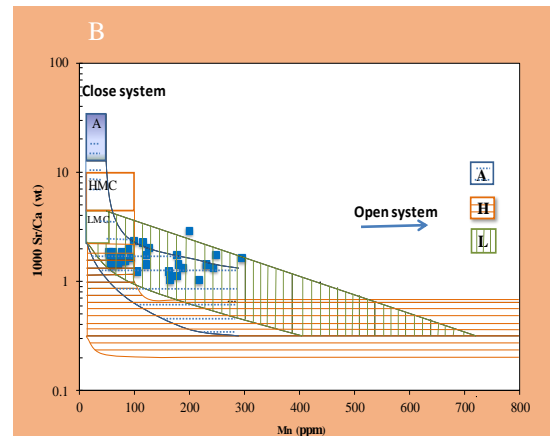 B
100
10
1
0.1
1000 Sr/Ca (wt)
Close system
A
HMC
LMC
Open system
A
H
L
0 100 200 300 400 500 600 700 800
Mn (ppm)